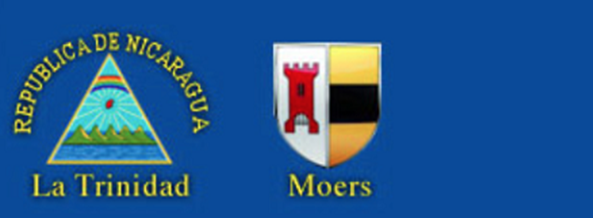 REPUBLICA DE NICARAGUA
La Trinidad
Moers